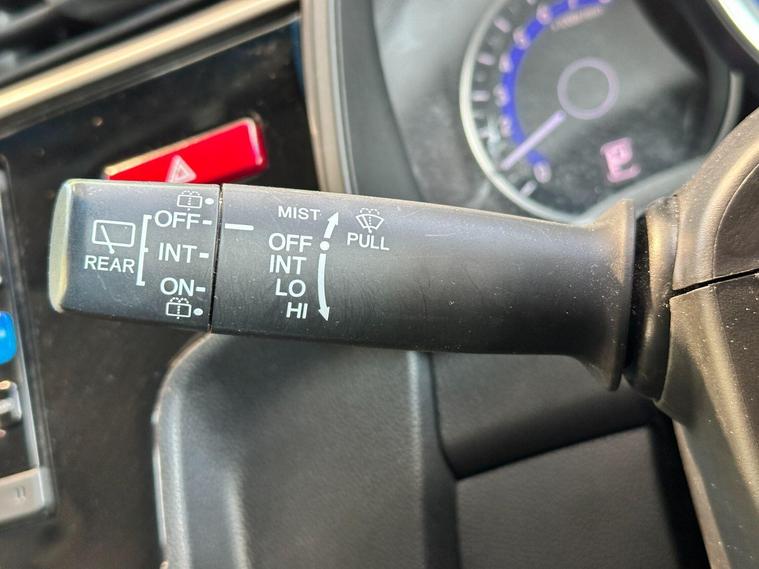 REAR
OFF
INT
ON
MIST
OFF
INT
LO
HI
PULL